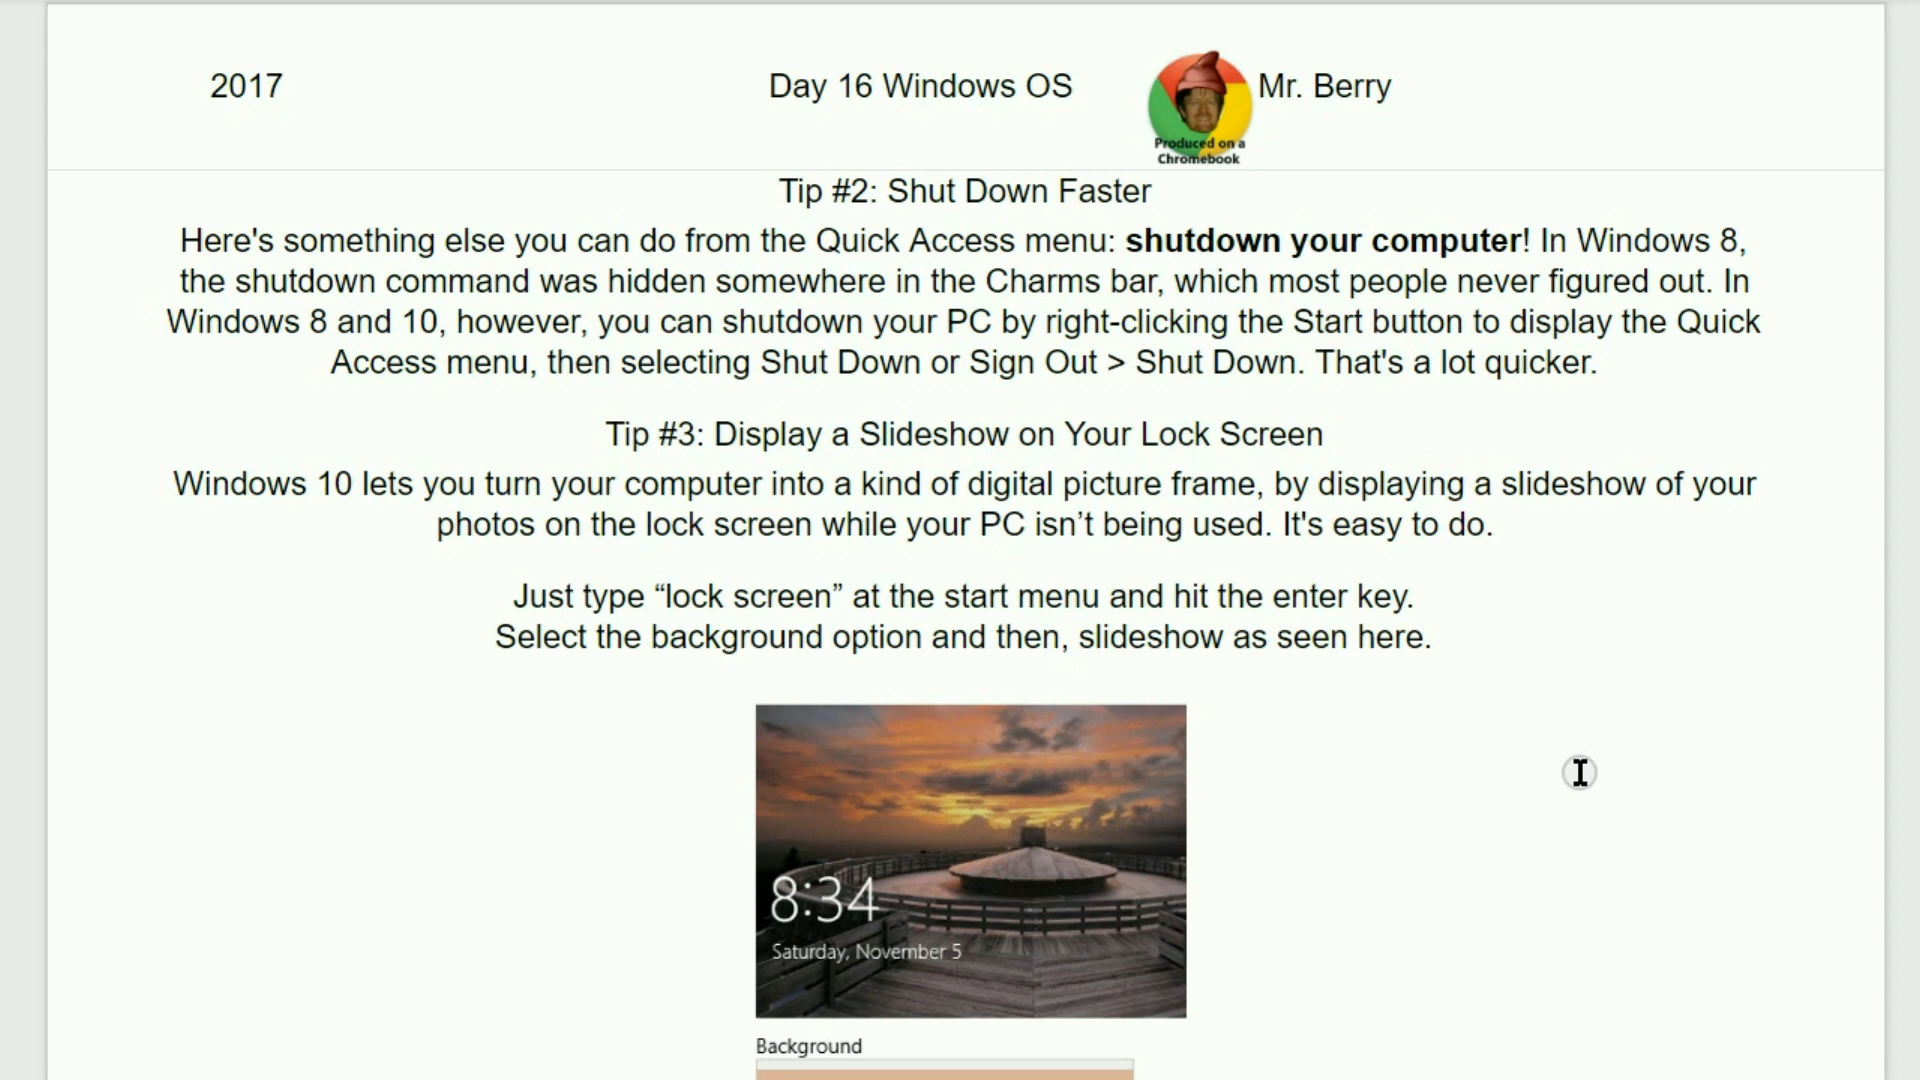 2017 Day 16 Windows OS Mr. Berry
Produced on a
Chromebook
Tip #2: Shut Down Faster
Here's something else you can do from the Quick Access menu: shutdown your computer! In Windows 8,
the shutdown command was hidden somewhere in the Charms bar, which most people never figured out. In
Windows 8 and 10, however, you can shutdown your PC by right-clicking the Start button to display the Quick
Access menu, then selecting Shut Down or Sign Out > Shut Down. That's a lot quicker.
Tip #3: Display a Slideshow on Your Lock Screen
Windows 10 lets you turn your computer into a kind of digital picture frame, by displaying a slideshow of your
photos on the lock screen while your PC isn’t being used. It's easy to do.
Just type “lock screen” at the start menu and hit the enter key.
Select the background option and then, slideshow as seen here.
8:34
Saturday, November 5
Background